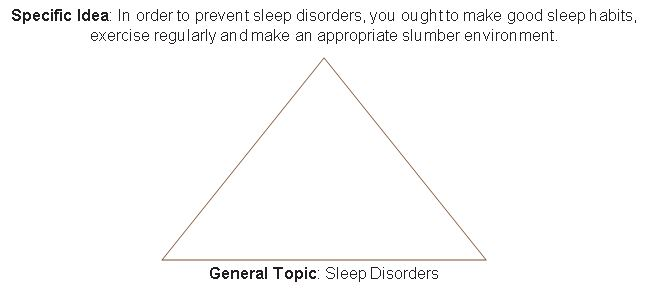 Specific Idea: In order to prevent sleep disorders, you ought to make good sleep habits,
exercise regularly and make an appropriate slumber environment.
General Topic: Sleep Disorders